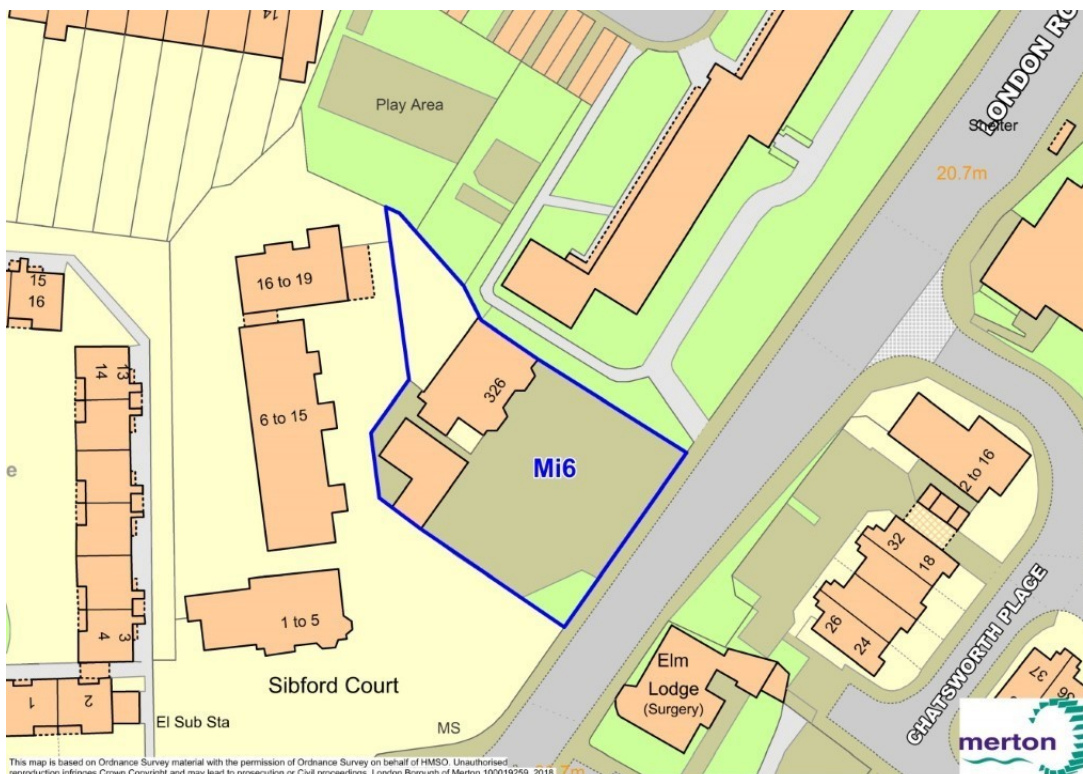 14
Play Area
LONDON RO
Shelter
20.7m
15
16
16 to 19
14
13
6 to 15
326
Mi6
2 to 16
32
18
26
24
CHATSWORTH PLACE
4
3
1 to 5
Sibford Court
Elm
Lodge
(Surgery)
37
36
1
2
El Sub Sta
MS
merton
This map is based on Ordnance Survey material with the permission of Ordnance Survey on behalf of HMSO. Unauthorised
reproduction infringes Crown Copyright and may lead to prosecution or Civil proceedings. London Borough of Merton 100019259. 2018.